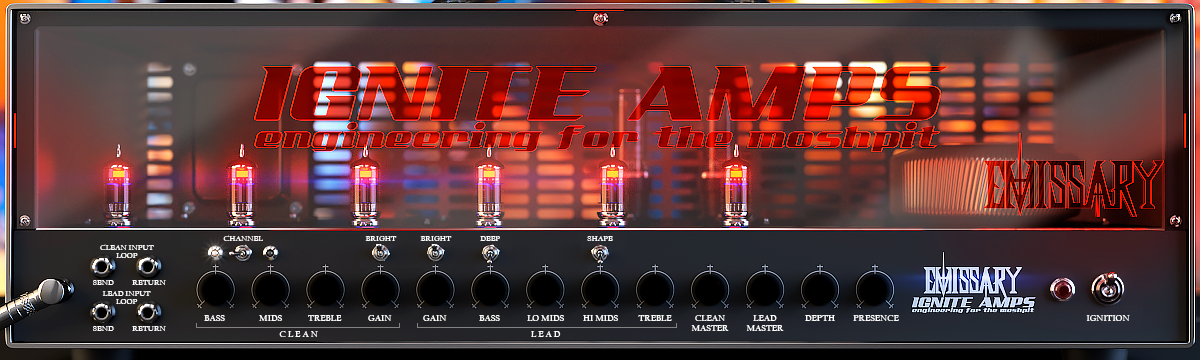 IGNITE AMPS
engineering for the moshpit
EMISSARY
CLEAN INPUT
LOOP
SEND RETURN
LEAD INPUT
LOOP
SEND RETURN
CHANNEL BRIGHT BRIGHT DEEP SHAPE
BASS MIDS TREBLE GAIN GAIN BASS LO MIDS HI MIDS TREBLE CLEAN MASTER LEAD MASTER DEPTH PRESENCE
CLEAN LEAD
EMISSARY
IGNITE AMPS
engineering for the moshpit
IGNITION